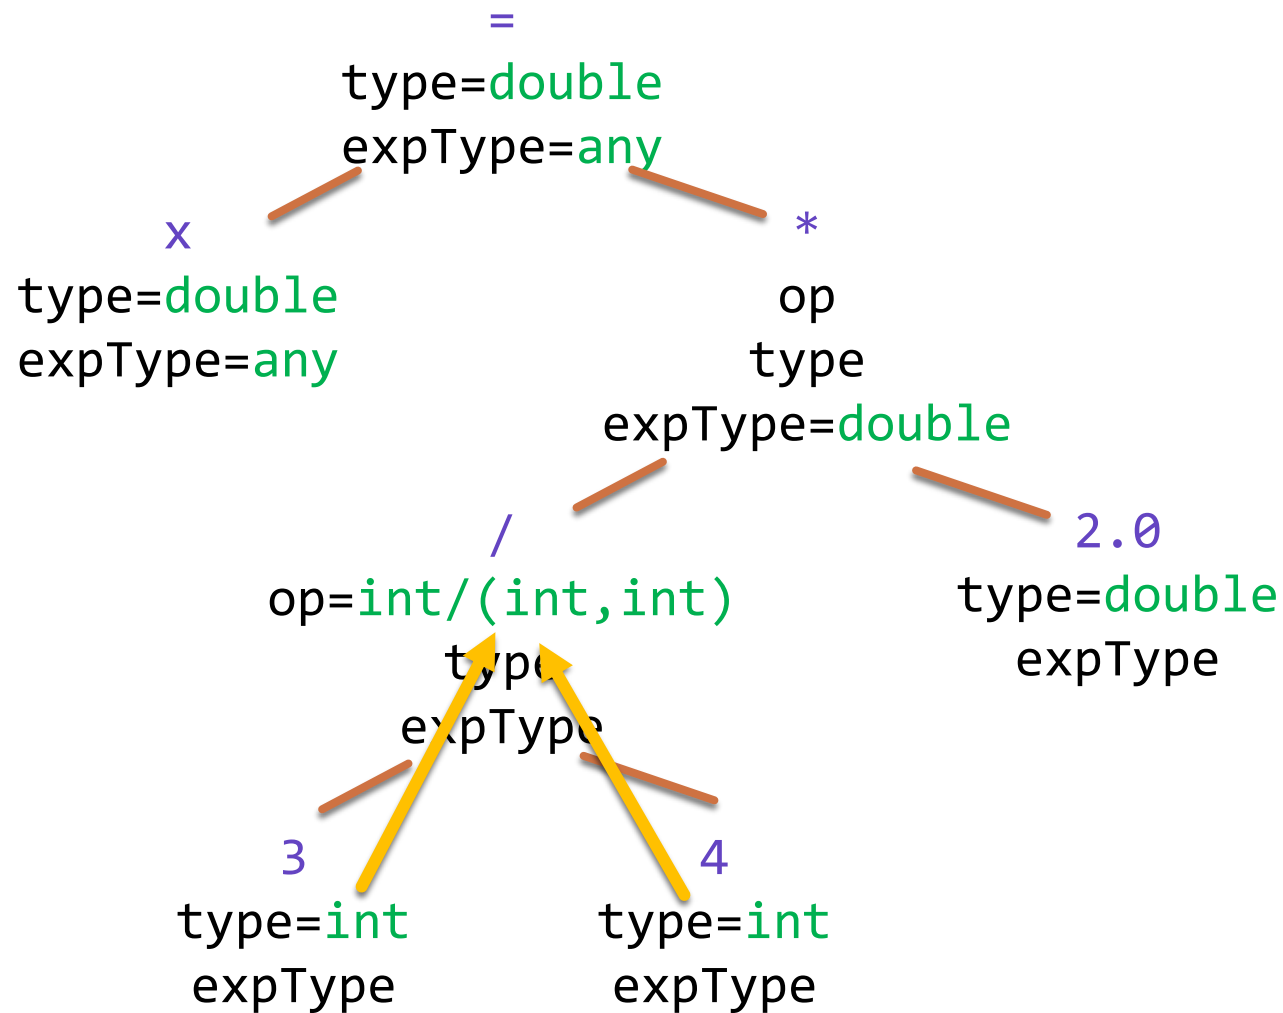 =
type=double
expType=any
x
type=double
expType=any
*
op
type
expType=double
/
op=int/(int,int)
type
expType
2.0
type=double
expType
3
type=int
expType
4
type=int
expType